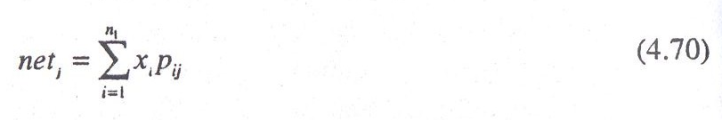 net_j = \sum_{i=1}^{n_1} x_i p_{ij} (4.70)